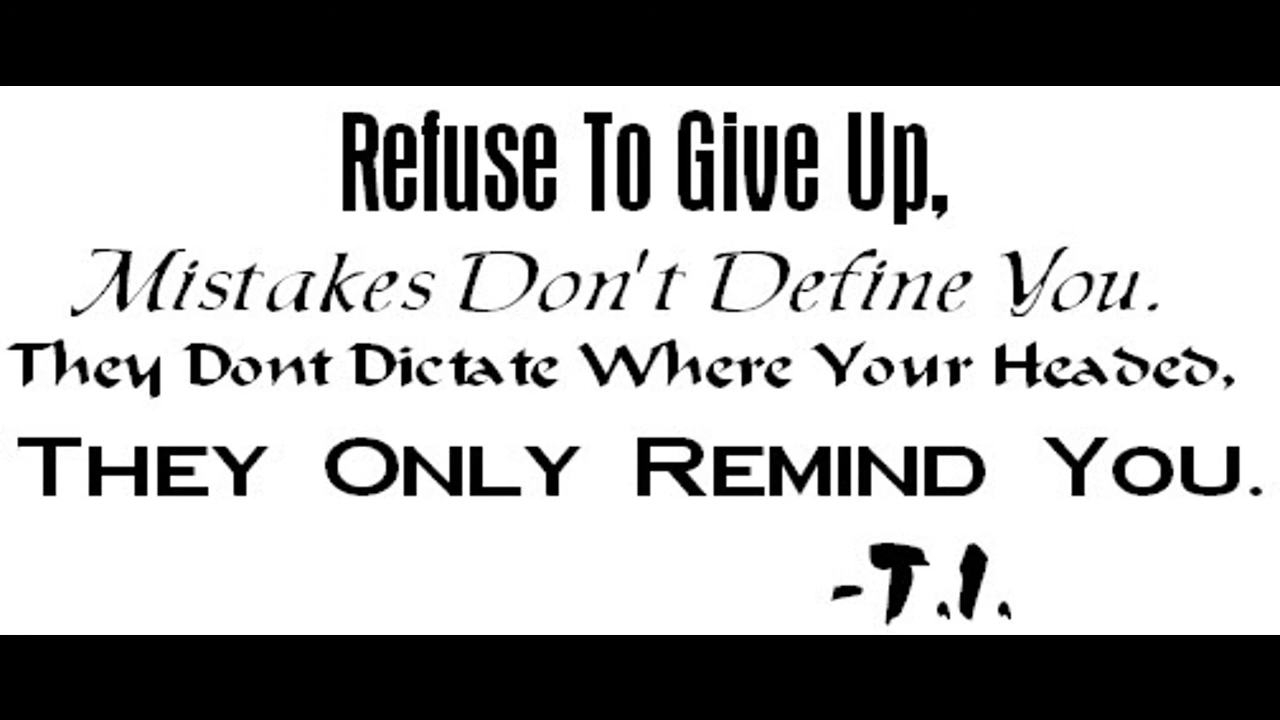 Refuse To Give Up,
Mistakes Don't Define You.
They Dont Dictate Where Your Headed,
THEY ONLY REMIND YOU.
-T.I.